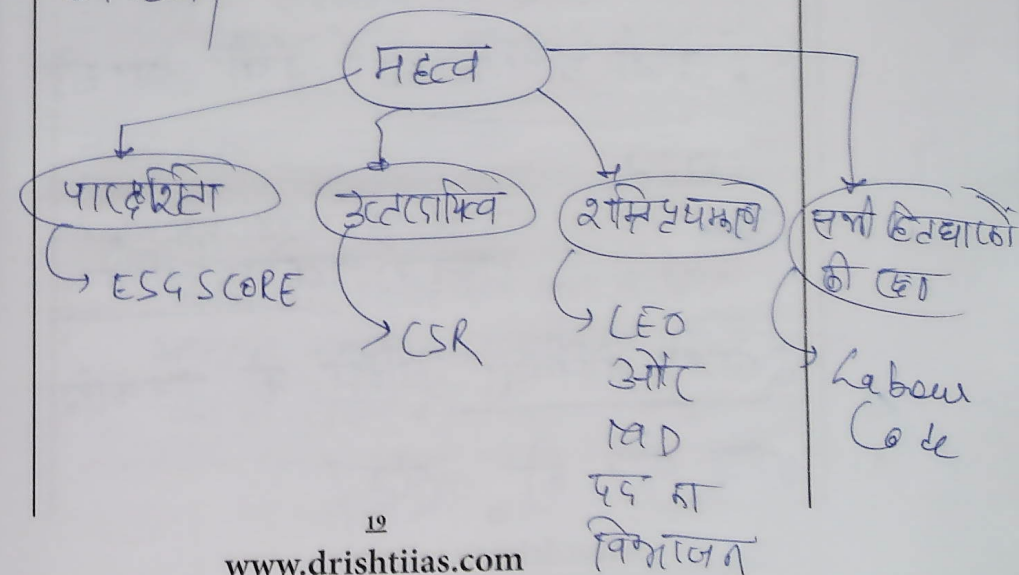 महत्व
पारदर्शिता
ESG SCORE
उत्तरदायित्व
CSR
शक्ति पृथक्करण
CEO
और
MD
पद का
विभाजन
सभी हितधारकों
की रक्षा
Labour
Code
19
www.drishtiias.com